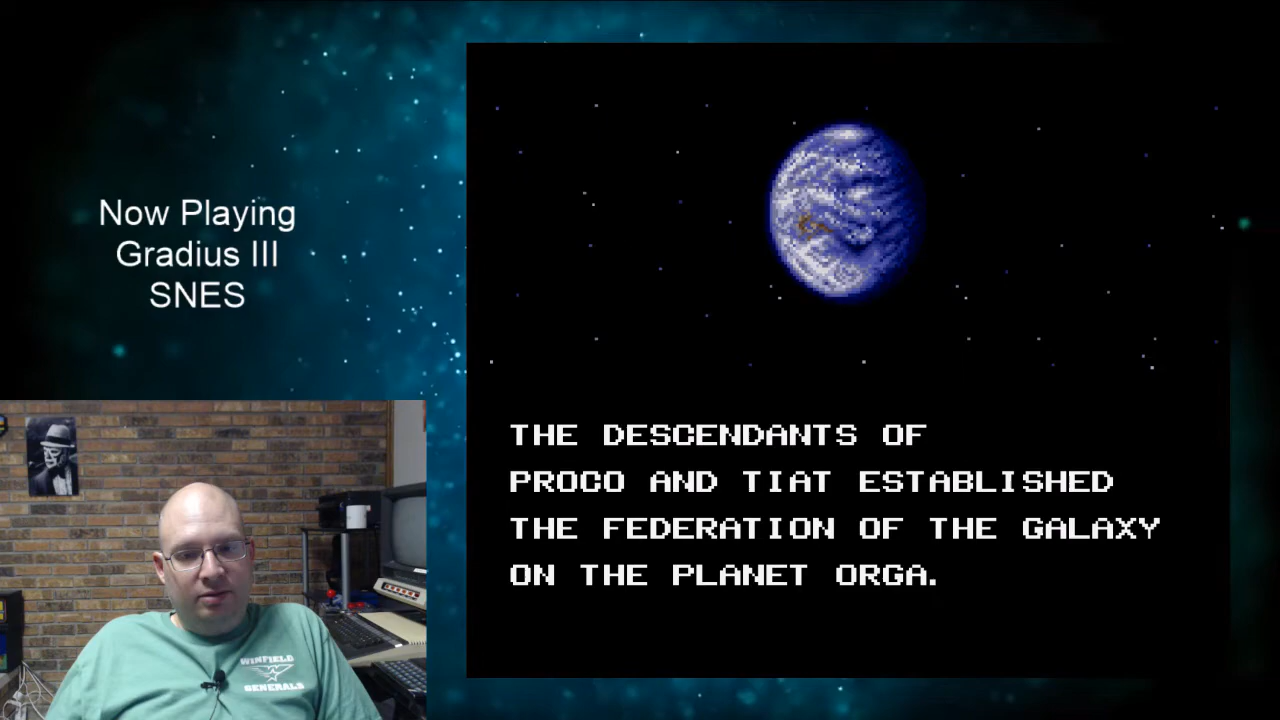 Now Playing
Gradius III
SNES
THE DESCENDANTS OF
PROCO AND TIAT ESTABLISHED
THE FEDERATION OF THE GALAXY
ON THE PLANET ORGA.
WINFIELD
GENERALS